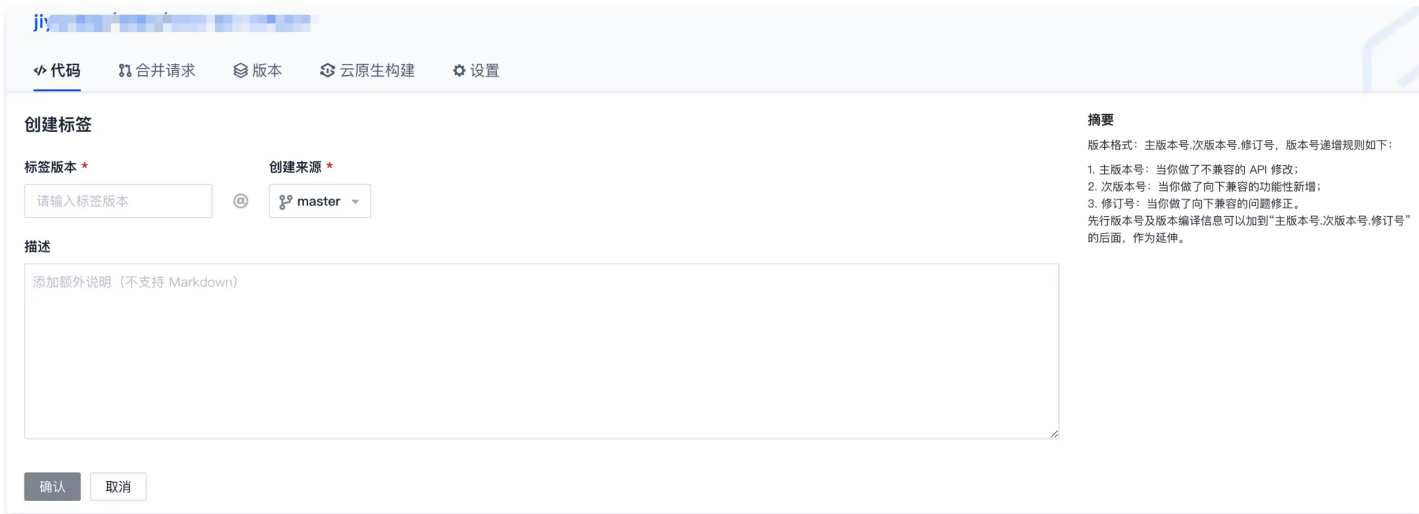 代码 合并请求 版本 云原生构建 设置
创建标签
标签版本 * 创建来源 *
请输入标签版本 @ master
描述
添加额外说明（不支持 Markdown）
确认 取消
摘要
版本格式：主版本号.次版本号.修订号，版本号递增规则如下：
1. 主版本号：当你做了不兼容的 API 修改；
2. 次版本号：当你做了向下兼容的功能性新增；
3. 修订号：当你做了向下兼容的问题修正。
先行版本号及版本编译信息可以加到“主版本号.次版本号.修订号”
的后面，作为延伸。